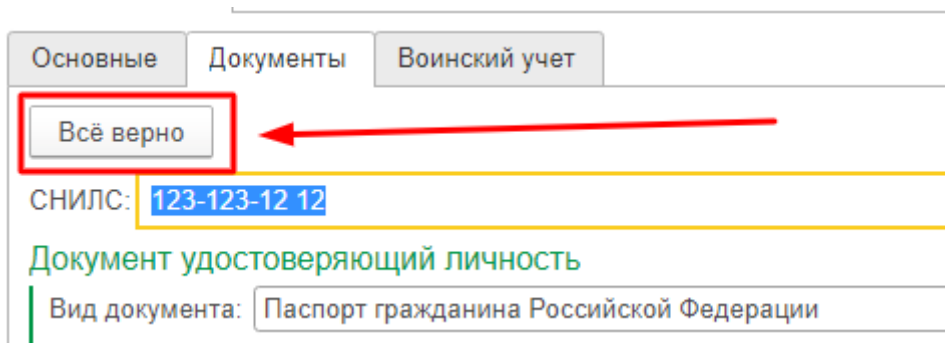 Основные Документы Воинский учет
Всё верно
СНИЛС: 123-123-12 12
Документ удостоверяющий личность
Вид документа: Паспорт гражданина Российской Федерации